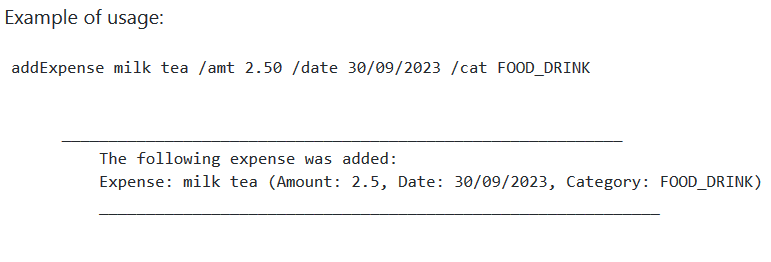 Example of usage:
addExpense milk tea /amt 2.50 /date 30/09/2023 /cat FOOD_DRINK
____________________________________________________________
The following expense was added:
Expense: milk tea (Amount: 2.5, Date: 30/09/2023, Category: FOOD_DRINK)
____________________________________________________________